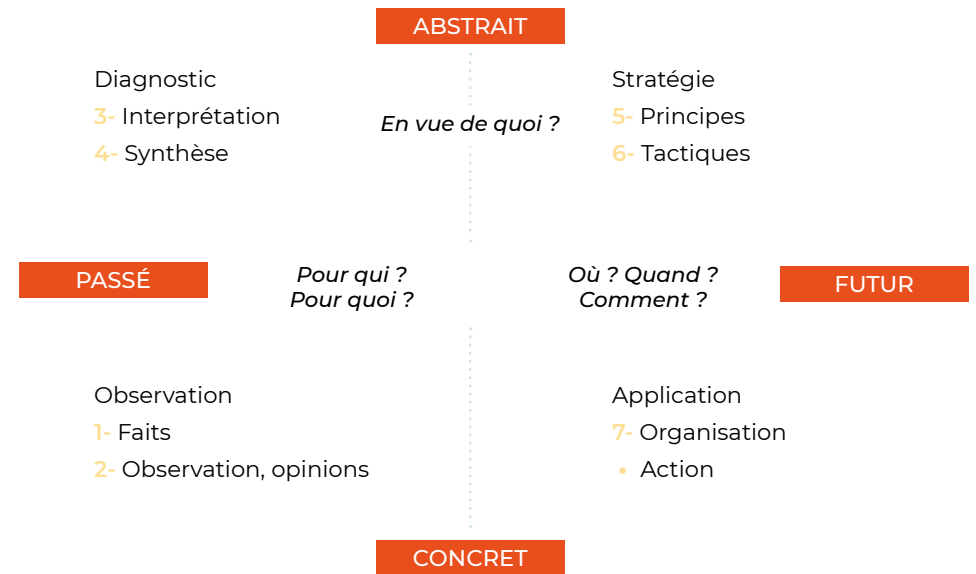 ABSTRAIT
Diagnostic
3- Interprétation
4- Synthèse
En vue de quoi ?
Stratégie
5- Principes
6- Tactiques
PASSÉ
Pour qui ?
Pour quoi ?
Où ? Quand ?
Comment ?
FUTUR
Observation
1- Faits
2- Observation, opinions
Application
7- Organisation
• Action
CONCRET